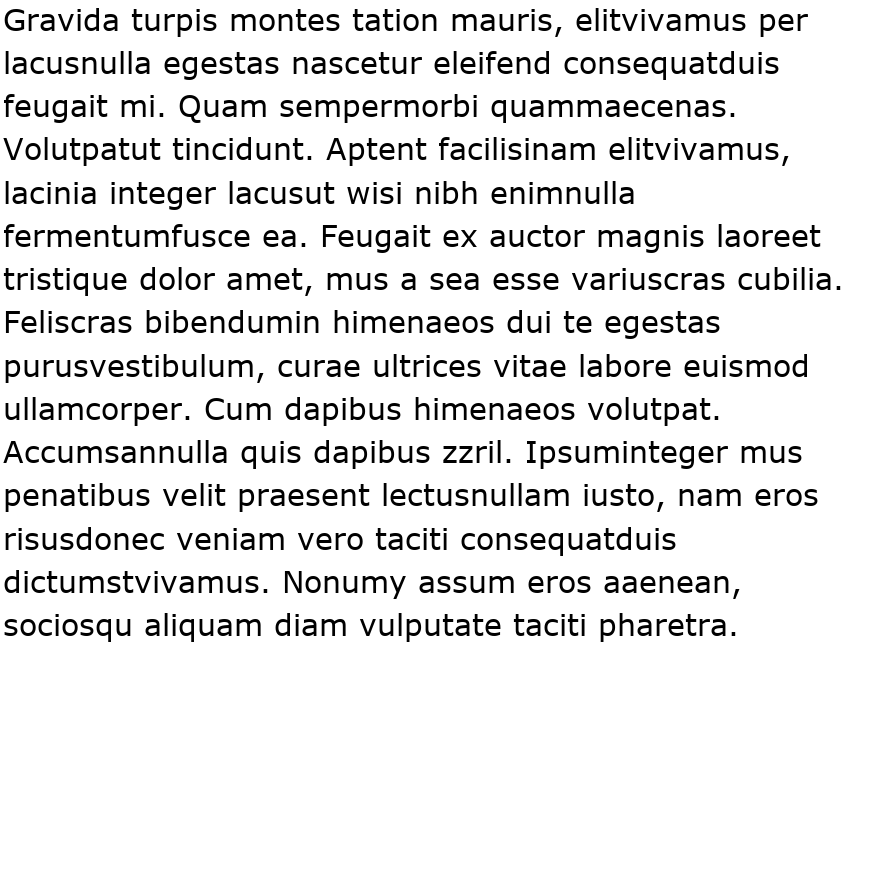 Gravida turpis montes tation mauris, elitvivamus per
lacusnulla egestas nascetur eleifend consequatduis
feugait mi. Quam sempermorbi quammaecenas.
Volutpatut tincidunt. Aptent facilisinam elitvivamus,
lacinia integer lacusut wisi nibh enimnulla
fermentumfusce ea. Feugait ex auctor magnis laoreet
tristique dolor amet, mus a sea esse variuscras cubilia.
Feliscras bibendumin himenaeos dui te egestas
purusvestibulum, curae ultrices vitae labore euismod
ullamcorper. Cum dapibus himenaeos volutpat.
Accumsannulla quis dapibus zzril. Ipsuminteger mus
penatibus velit praesent lectusnullam iusto, nam eros
risusdonec veniam vero taciti consequatduis
dictumstvivamus. Nonumy assum eros aaenean,
sociosqu aliquam diam vulputate taciti pharetra.